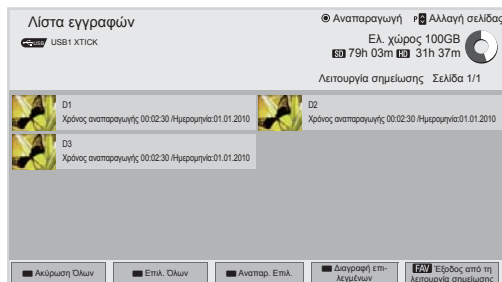 Λίστα εγγραφών
USB USB1 XTICK
Αναπαραγωγή P Αλλαγή σελίδας
Ελ. χώρος 100GB
SD 79h 03m HD 31h 37m
Λειτουργία σημείωσης Σελίδα 1/1
D1
Χρόνος αναπαραγωγής 00:02:30 /Ημερομηνία:01.01.2010
D2
Χρόνος αναπαραγωγής 00:02:30 /Ημερομηνία:01.01.2010
D3
Χρόνος αναπαραγωγής 00:02:30 /Ημερομηνία:01.01.2010
Ακύρωση Όλων
Επιλ. Όλων
Αναπαρ. Επιλ.
Διαγραφή επι-
λεγμένων
FAV Έξοδος από τη
λειτουργία σημείωσης